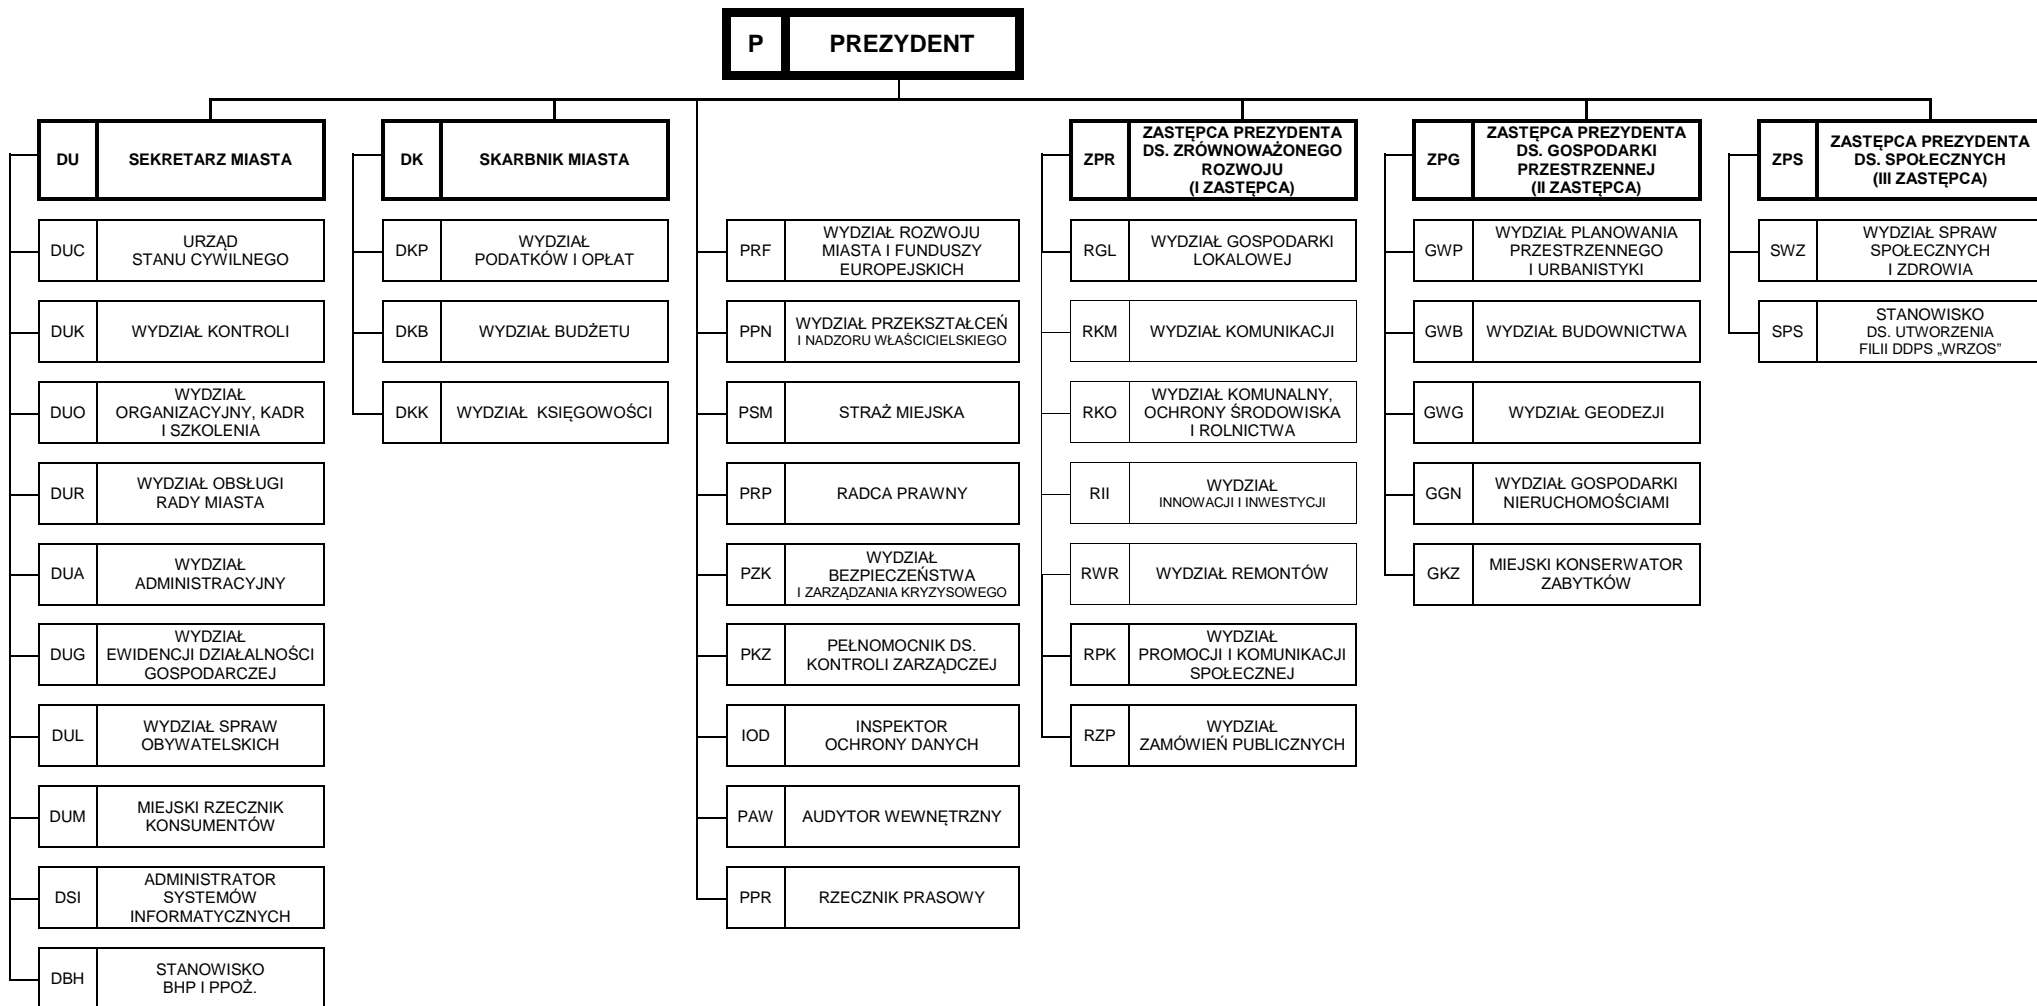 P
PREZYDENT
DU
SEKRETARZ MIASTA
DUC
URZĄD
STANU CYWILNEGO
DUK
WYDZIAŁ KONTROLI
DUO
WYDZIAŁ
ORGANIZACYJNY, KADR
I SZKOLENIA
DUR
WYDZIAŁ OBSŁUGI
RADY MIASTA
DUA
WYDZIAŁ
ADMINISTRACYJNY
DUG
WYDZIAŁ
EWIDENCJI DZIAŁALNOŚCI
GOSPODARCZEJ
DUL
WYDZIAŁ SPRAW
OBYWATELSKICH
DUM
MIEJSKI RZECZNIK
KONSUMENTÓW
DSI
ADMINISTRATOR
SYSTEMÓW
INFORMATYCZNYCH
DBH
STANOWISKO
BHP I PPOŻ.
DK
SKARBNIK MIASTA
DKP
WYDZIAŁ
PODATKÓW I OPŁAT
DKB
WYDZIAŁ BUDŻETU
DKK
WYDZIAŁ KSIĘGOWOŚCI
PRF
WYDZIAŁ ROZWOJU
MIASTA I FUNDUSZY
EUROPEJSKICH
PPN
WYDZIAŁ PRZEKSZTAŁCEŃ
I NADZORU WŁAŚCICIELSKIEGO
PSM
STRAŻ MIEJSKA
PRP
RADCA PRAWNY
PZK
WYDZIAŁ
BEZPIECZEŃSTWA
I ZARZĄDZANIA KRYZYSOWEGO
PKZ
PEŁNOMOCNIK DS.
KONTROLI ZARZĄDCZEJ
IOD
INSPEKTOR
OCHRONY DANYCH
PAW
AUDYTOR WEWNĘTRZNY
PPR
RZECZNIK PRASOWY
ZPR
ZASTĘPCA PREZYDENTA
DS. ZRÓWNOWAŻONEGO
ROZWOJU
(I ZASTĘPCA)
RGL
WYDZIAŁ GOSPODARKI
LOKALOWEJ
RKM
WYDZIAŁ KOMUNIKACJI
RKO
WYDZIAŁ KOMUNALNY,
OCHRONY ŚRODOWISKA
I ROLNICTWA
RII
WYDZIAŁ
INNOWACJI I INWESTYCJI
RWR
WYDZIAŁ REMONTÓW
RPK
WYDZIAŁ
PROMOCJI I KOMUNIKACJI
SPOŁECZNEJ
RZP
WYDZIAŁ
ZAMÓWIEŃ PUBLICZNYCH
ZPG
ZASTĘPCA PREZYDENTA
DS. GOSPODARKI
PRZESTRZENNEJ
(II ZASTĘPCA)
GWP
WYDZIAŁ PLANOWANIA
PRZESTRZENNEGO
I URBANISTYKI
GWB
WYDZIAŁ BUDOWNICTWA
GWG
WYDZIAŁ GEODEZJI
GGN
WYDZIAŁ GOSPODARKI
NIERUCHOMOŚCIAMI
GKZ
MIEJSKI KONSERWATOR
ZABYTKÓW
ZPS
ZASTĘPCA PREZYDENTA
DS. SPOŁECZNYCH
(III ZASTĘPCA)
SWZ
WYDZIAŁ SPRAW
SPOŁECZNYCH
I ZDROWIA
SPS
STANOWISKO
DS. UTWORZENIA
FILII DDPS „WRZOS”